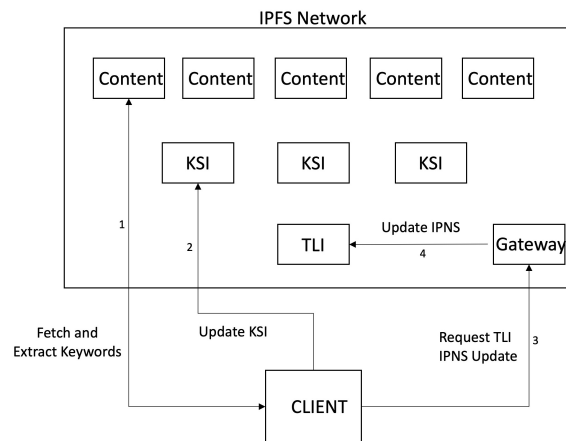 IPFS Network
Content Content Content Content Content
KSI KSI KSI
1
2
Update IPNS
TLI
4
Gateway
Fetch and
Extract Keywords
Update KSI
Request TLI
IPNS Update
3
CLIENT